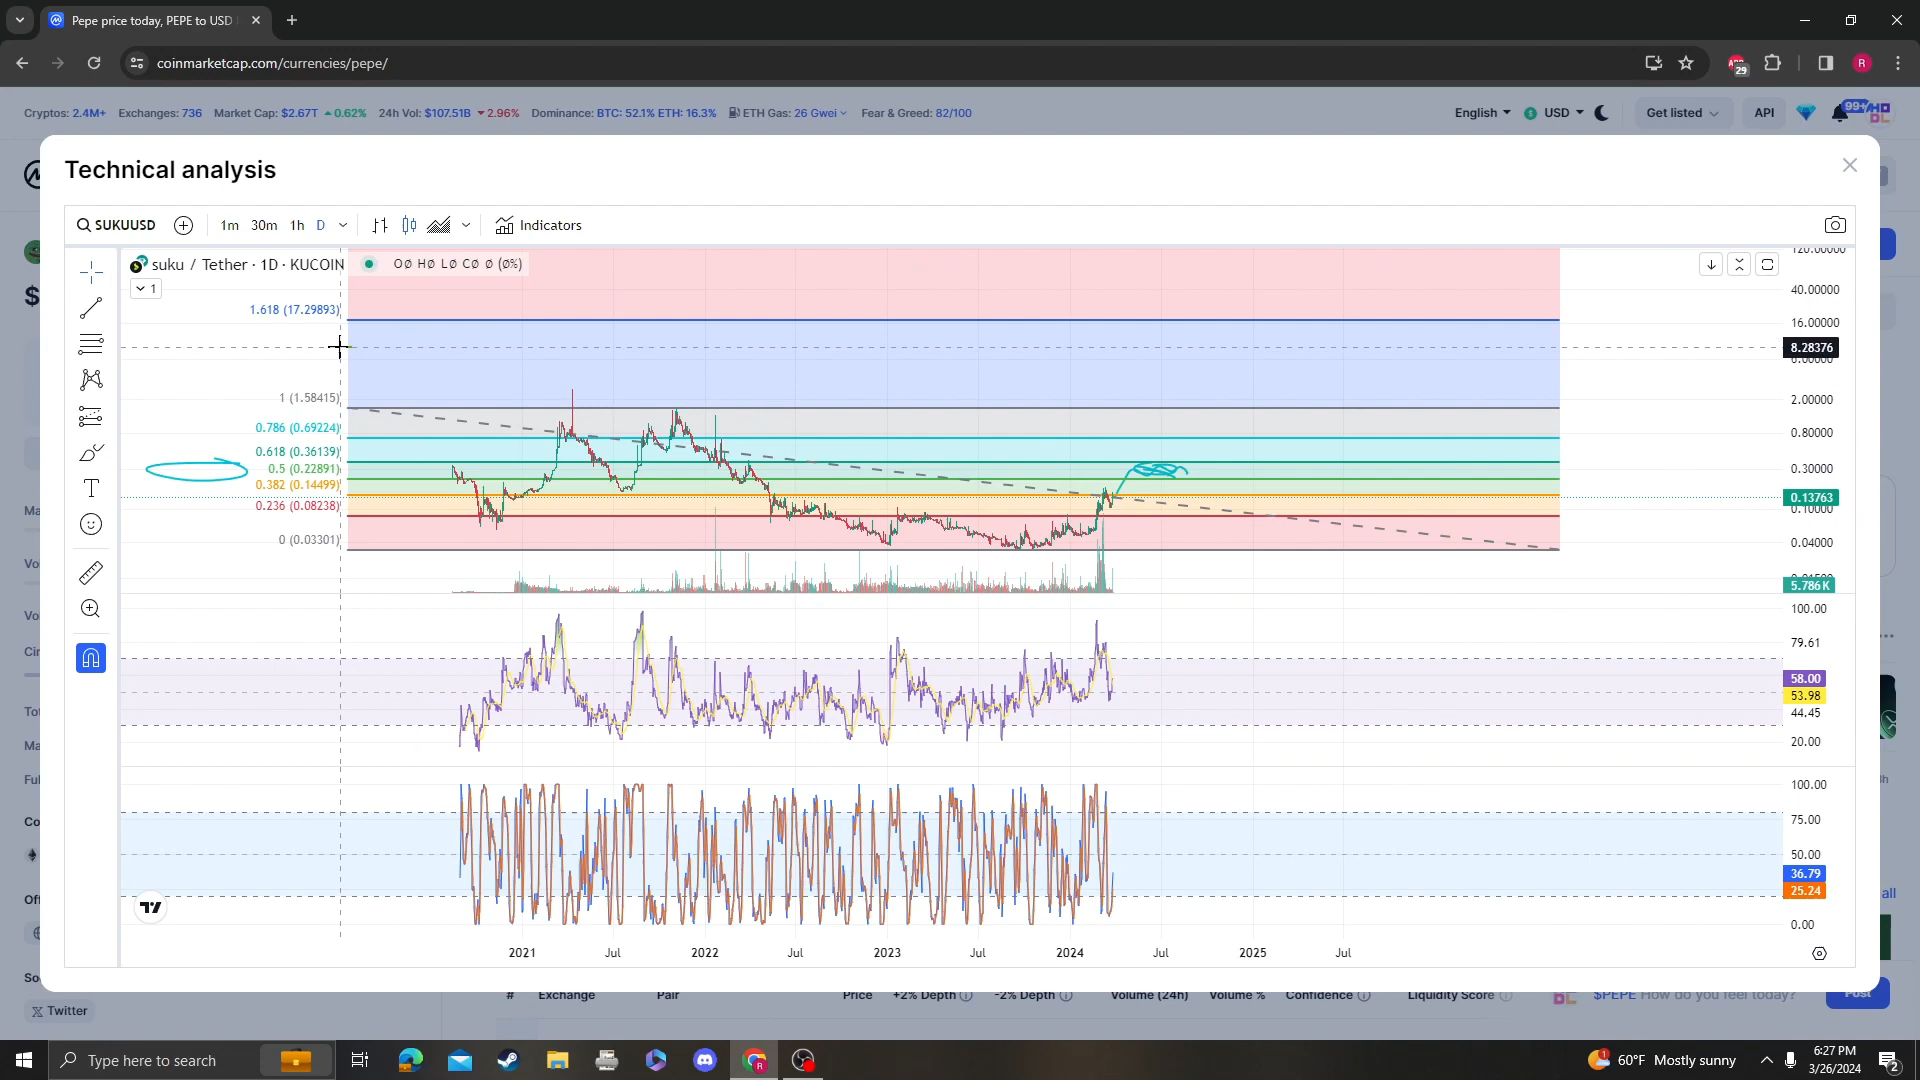 Pepe price today, PEPE to USD
coinmarketcap.com/currencies/pepe/
29
R
Cryptos: 2.4M+ Exchanges: 736 Market Cap: $2.67T 0.62% 24h Vol: $107.51B 2.96% Dominance: BTC: 52.1% ETH: 16.3% ETH Gas: 26 Gwei Fear & Greed: 82/100
English USD Get listed API 99+
Technical analysis
SUKUUSD 1m 30m 1h D Indicators
suku / Tether · 1D · KUCOIN O∅ H∅ L∅ C∅ ∅ (∅%)
1
120.00000
40.00000
1.618 (17.29893)
16.00000
8.28376
1 (1.58415)
2.00000
0.786 (0.69224)
0.80000
0.618 (0.36139)
0.5 (0.22891)
0.30000
0.382 (0.14499)
0.13763
0.236 (0.08238)
0.10000
0 (0.03301)
0.04000
5.786K
100.00
79.61
58.00
53.98
44.45
20.00
100.00
75.00
50.00
36.79
25.24
0.00
2021 Jul 2022 Jul 2023 Jul 2024 Jul 2025 Jul
# Exchange Pair Price +2% Depth -2% Depth Volume (24h) Volume % Confidence Liquidity Score
$PEPE How do you feel today?
Post
Twitter
all
Type here to search
60°F Mostly sunny
6:27 PM
3/26/2024
2